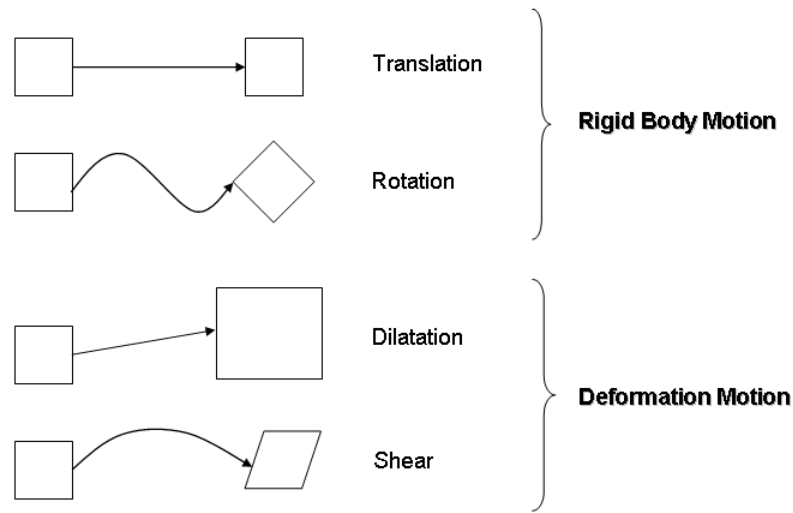 Translation
Rigid Body Motion
Rotation
Dilatation
Deformation Motion
Shear